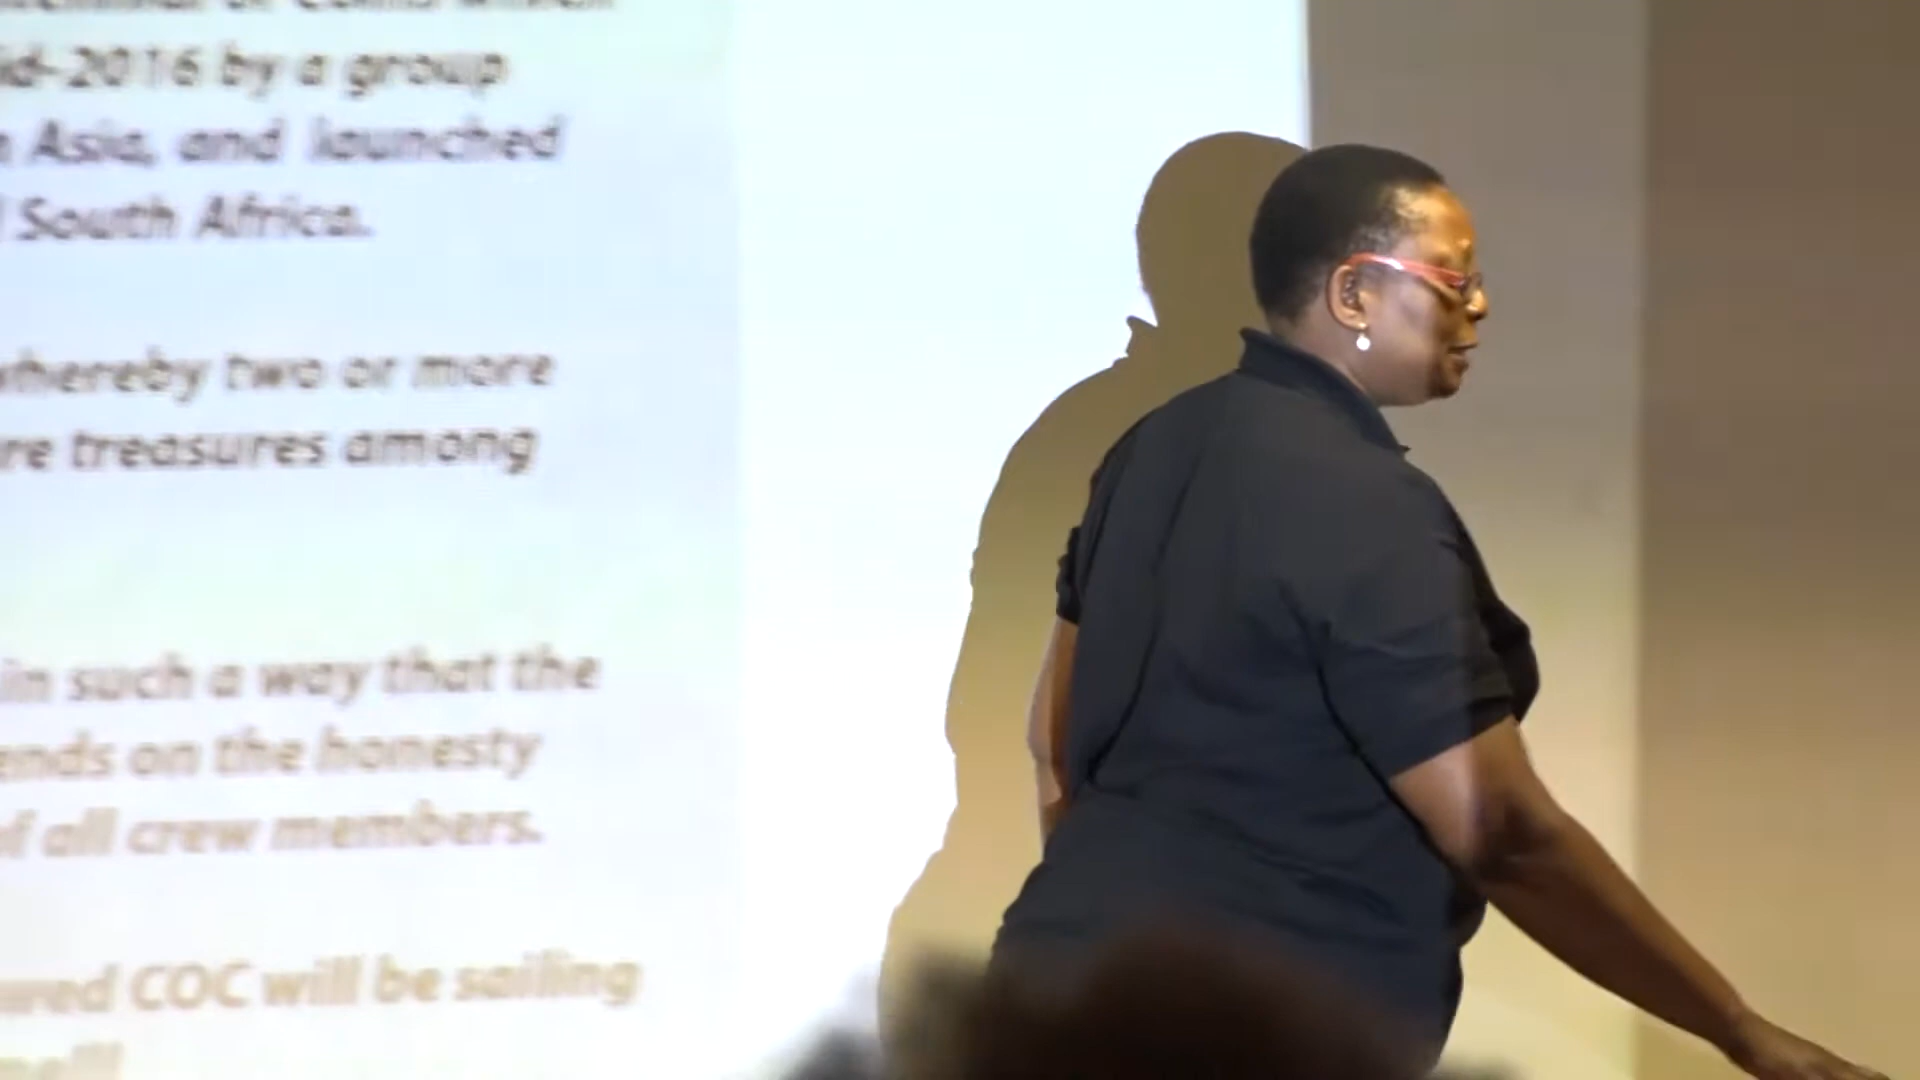 id-2016 by a group
Asia, and launched
South Africa.
whereby two or more
re treasures among
in such a way that the
ends on the honesty
of all crew members.
ured COC will be sailing